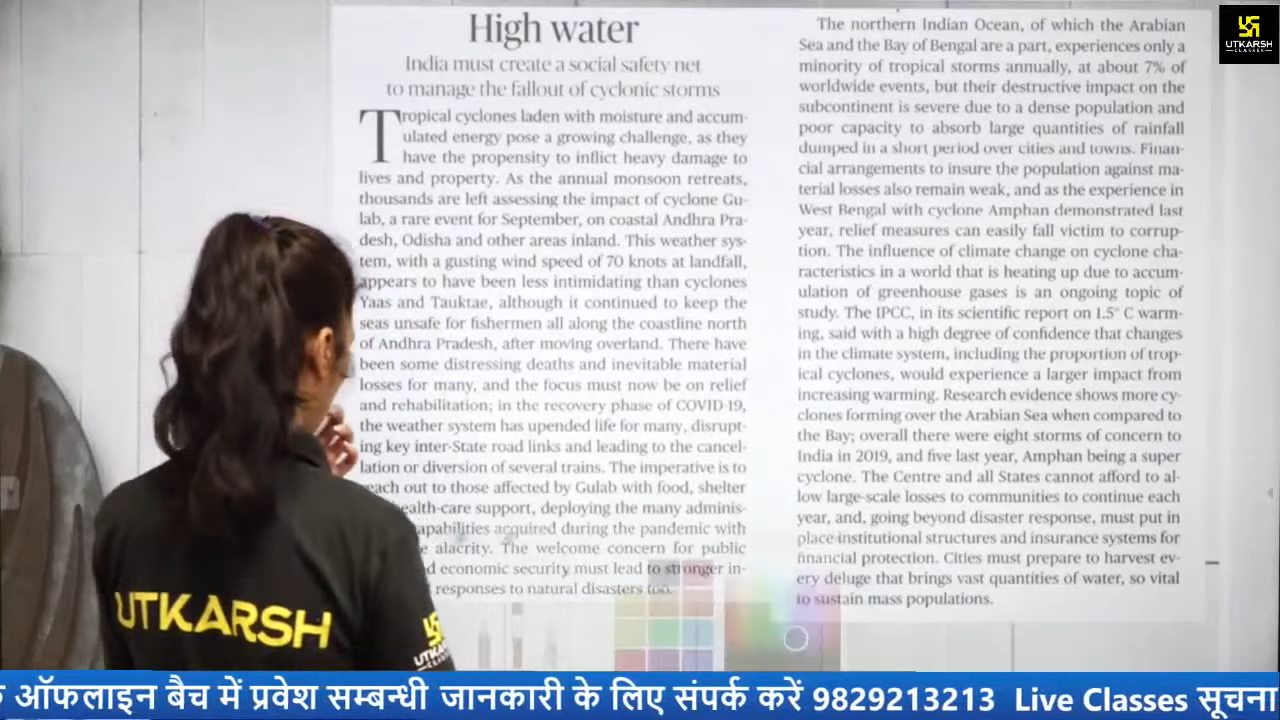 High water
India must create a social safety net
to manage the fallout of cyclonic storms
Tropical cyclones laden with moisture and accum-
ulated energy pose a growing challenge, as they
have the propensity to inflict heavy damage to
lives and property. As the annual monsoon retreats,
thousands are left assessing the impact of cyclone Gu-
lab, a rare event for September, on coastal Andhra Pra-
desh, Odisha and other areas inland. This weather sys-
tem, with a gusting wind speed of 70 knots at landfall,
appears to have been less intimidating than cyclones
Yaas and Tauktae, although it continued to keep the
seas unsafe for fishermen all along the coastline north
of Andhra Pradesh, after moving overland. There have
been some distressing deaths and inevitable material
losses for many, and the focus must now be on relief
and rehabilitation; in the recovery phase of COVID-19,
the weather system has upended life for many, disrupt-
ing key inter-State road links and leading to the cancel-
lation or diversion of several trains. The imperative is to
reach out to those affected by Gulab with food, shelter
ealth-care support, deploying the many adminis-
apabilities acquired during the pandemic with
e alacrity. The welcome concern for public
d economic security must lead to stronger in-
responses to natural disasters too.
The northern Indian Ocean, of which the Arabian
Sea and the Bay of Bengal are a part, experiences only a
minority of tropical storms annually, at about 7% of
worldwide events, but their destructive impact on the
subcontinent is severe due to a dense population and
poor capacity to absorb large quantities of rainfall
dumped in a short period over cities and towns. Finan-
cial arrangements to insure the population against ma-
terial losses also remain weak, and as the experience in
West Bengal with cyclone Amphan demonstrated last
year, relief measures can easily fall victim to corrup-
tion. The influence of climate change on cyclone cha-
racteristics in a world that is heating up due to accum-
ulation of greenhouse gases is an ongoing topic of
study. The IPCC, in its scientific report on 1.5° C warm-
ing, said with a high degree of confidence that changes
in the climate system, including the proportion of trop-
ical cyclones, would experience a larger impact from
increasing warming. Research evidence shows more cy-
clones forming over the Arabian Sea when compared to
the Bay; overall there were eight storms of concern to
India in 2019, and five last year, Amphan being a super
cyclone. The Centre and all States cannot afford to al-
low large-scale losses to communities to continue each
year, and, going beyond disaster response, must put in
place institutional structures and insurance systems for
financial protection. Cities must prepare to harvest ev-
ery deluge that brings vast quantities of water, so vital
to sustain mass populations.
UTKARSH
CLASSES
UTKARSH
UTKARSH
ऑफलाइन बैच में प्रवेश सम्बन्धी जानकारी के लिए संपर्क करें 9829213213 Live Classes सूचना